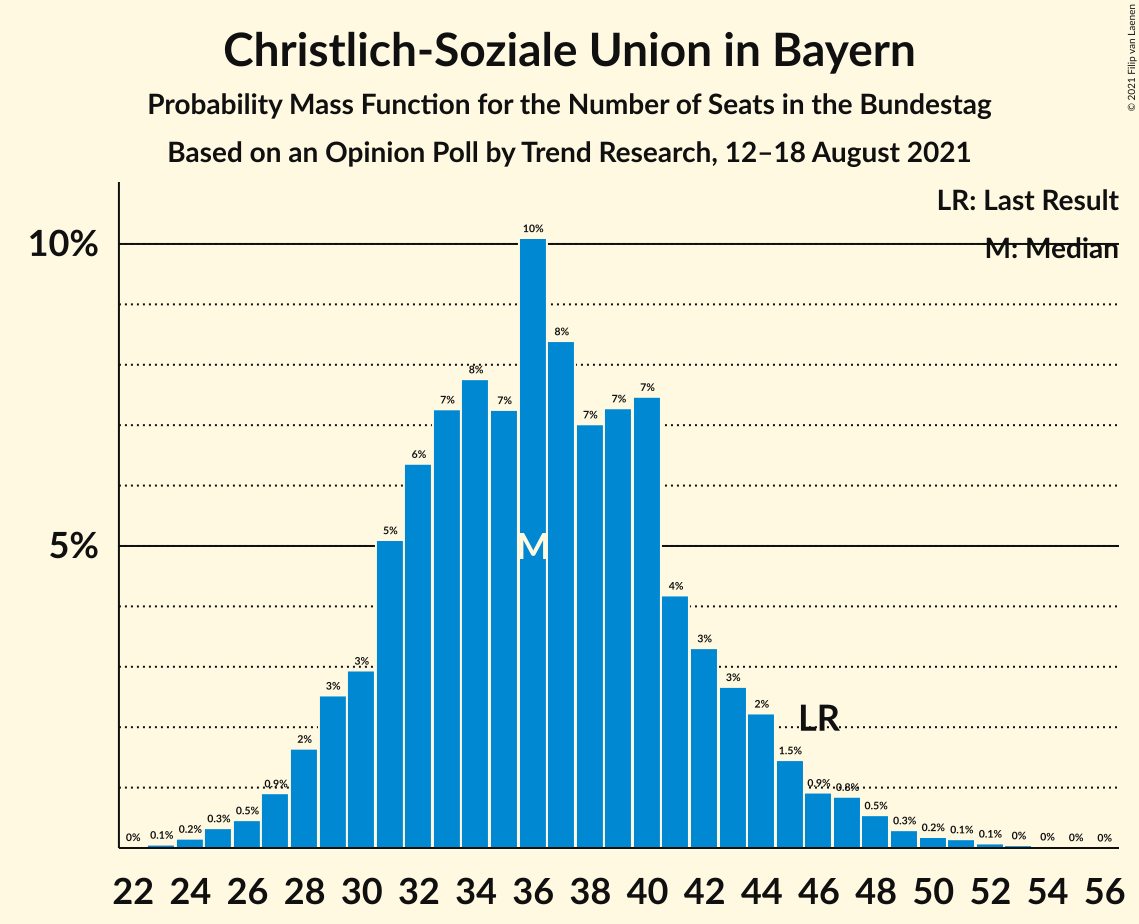 Christlich-Soziale Union in Bayern
Probability Mass Function for the Number of Seats in the Bundestag
Based on an Opinion Poll by Trend Research, 12–18 August 2021
© 2021 Filip van Laenen
LR: Last Result
M: Median
10%
5%
0% 0.1% 0.2% 0.3% 0.5% 0.9% 2% 3% 3% 5% 6% 7% 8% 7% 10% 8% 7% 7% 7% 4% 3% 3% 2% 1.5% 0.9% 0.8% 0.5% 0.3% 0.2% 0.1% 0.1% 0% 0% 0% 0%
M
LR
22 24 26 28 30 32 34 36 38 40 42 44 46 48 50 52 54 56